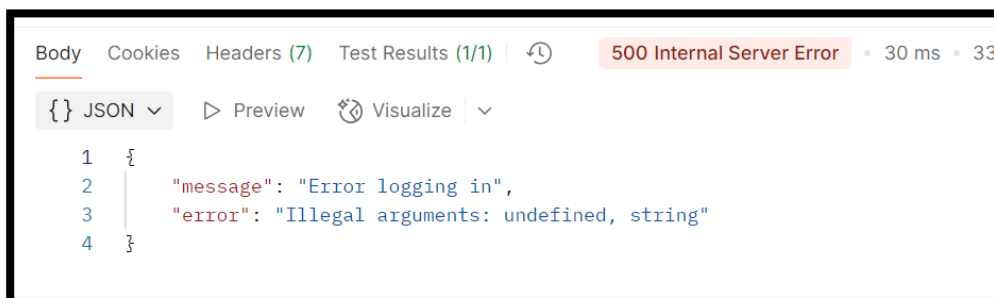 Body Cookies Headers (7) Test Results (1/1) 500 Internal Server Error • 30 ms • 33
{} JSON Preview Visualize
1 {
2 "message": "Error logging in",
3 "error": "Illegal arguments: undefined, string"
4 }